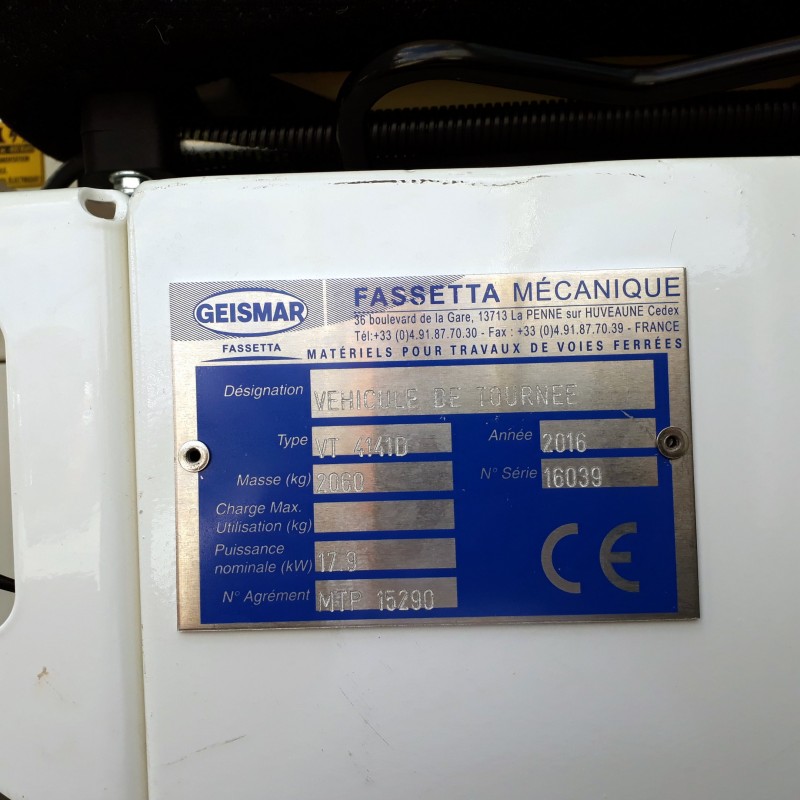 GEISMAR
FASSETTA
FASSETTA MÉCANIQUE
36 boulevard de la Gare, 13713 La PENNE sur HUVEAUNE Cedex
Tél:+33 (0)4.91.87.70.30 - Fax : +33 (0)4.91.87.70.39 - FRANCE
MATÉRIELS POUR TRAVAUX DE VOIES FERRÉES
Désignation VEHICULE DE TOURNEE
Type VT 4141D Année 2016
Masse (kg) 2060 N° Série 16039
Charge Max.
Utilisation (kg)
Puissance
nominale (kW) 17.9
N° Agrément MTP 15290
CE